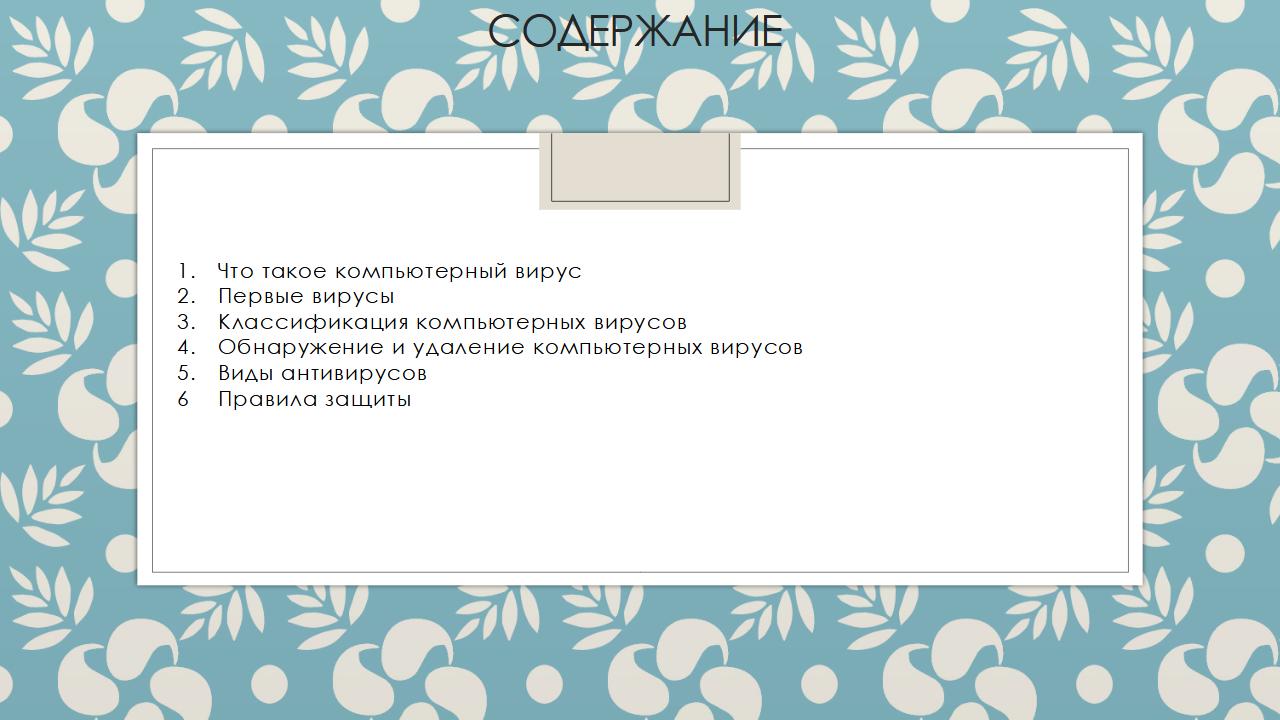 СОДЕРЖАНИЕ
1. Что такое компьютерный вирус
2. Первые вирусы
3. Классификация компьютерных вирусов
4. Обнаружение и удаление компьютерных вирусов
5. Виды антивирусов
6 Правила защиты